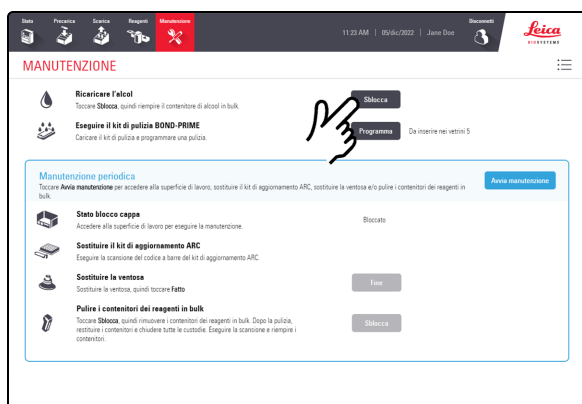 Stato Precarica Scarica Reagenti Manutenzione Disconnetti
11:23 AM | 05/dic/2022 | Jane Doe
Leica
BIOSYSTEMS
MANUTENZIONE
Ricaricare l'alcol
Toccare Sblocca, quindi riempire il contenitore di alcool in bulk.
Sblocca
Eseguire il kit di pulizia BOND-PRIME
Caricare il kit di pulizia e programmare una pulizia.
Programma
Da inserire nei vetrini 5
Manutenzione periodica
Toccare Avvia manutenzione per accedere alla superficie di lavoro, sostituire il kit di aggiornamento ARC, sostituire la ventosa e/o pulire i contenitori dei reagenti in
bulk.
Avvia manutenzione
Stato blocco cappa
Accedere alla superficie di lavoro per eseguire la manutenzione.
Bloccato
Sostituire il kit di aggiornamento ARC
Eseguire la scansione del codice a barre del kit di aggiornamento ARC.
Sostituire la ventosa
Sostituire la ventosa, quindi toccare Fatto
Fine
Pulire i contenitori dei reagenti in bulk
Toccare Sblocca, quindi rimuovere i contenitori dei reagenti in bulk. Dopo la pulizia,
restituire i contenitori e chiudere tutte le custodie. Eseguire la scansione e riempire i
contenitori.
Sblocca